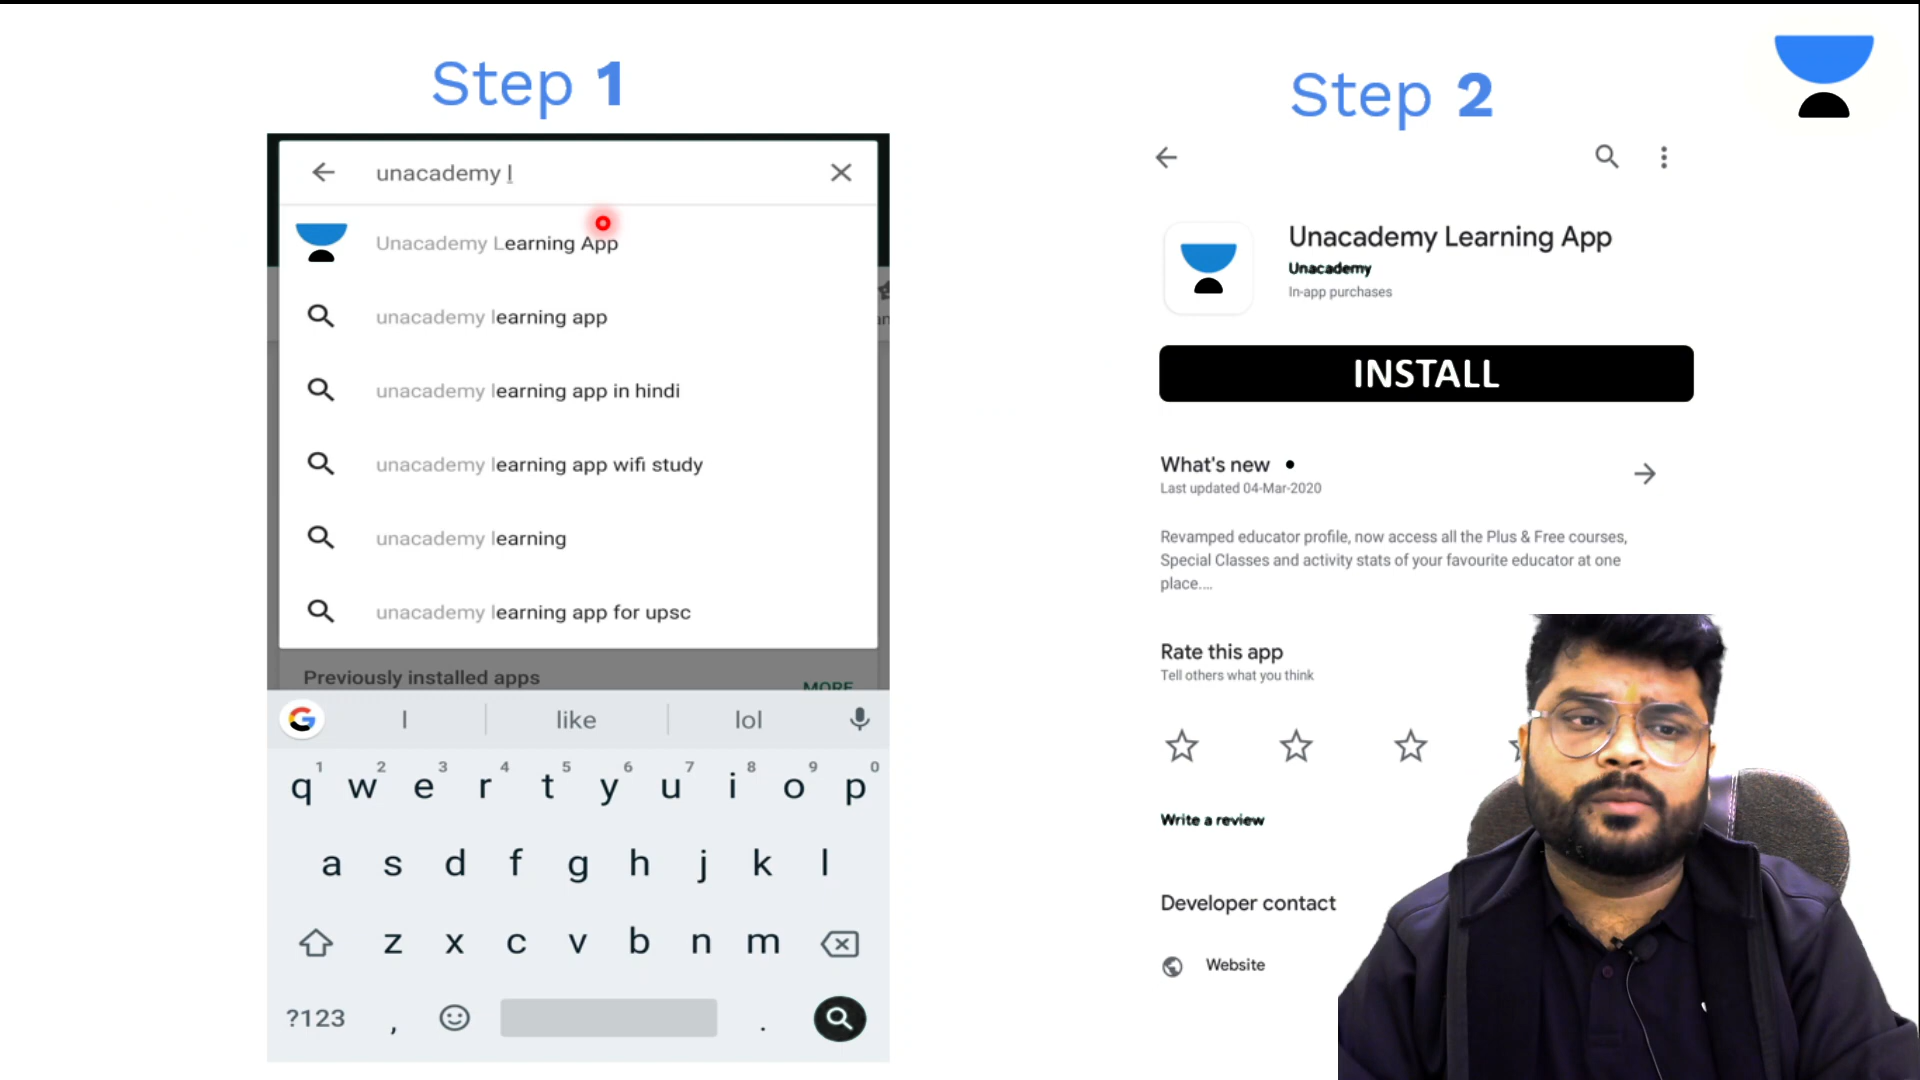 Step 1
unacademy l
Unacademy Learning App
unacademy learning app
unacademy learning app in hindi
unacademy learning app wifi study
unacademy learning
unacademy learning app for upsc
Previously installed apps
MORE
l like lol
1 2 3 4 5 6 7 8 9 0
q w e r t y u i o p
a s d f g h j k l
z x c v b n m
?123 , .
Step 2
Unacademy Learning App
Unacademy
In-app purchases
INSTALL
What's new •
Last updated 04-Mar-2020
Revamped educator profile, now access all the Plus & Free courses,
Special Classes and activity stats of your favourite educator at one
place....
Rate this app
Tell others what you think
Write a review
Developer contact
Website